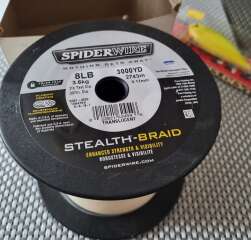 SPIDERWIRE
NOTHING GETS AWAY
8LB
3000YD
3.6kg
2743m
TRANSLUCENT
STEALTH-BRAID
ENHANCED STRENGTH & VISIBILITY
ROBUSTESSE & VISIBILITÉ
SPIDERWIRE.COM